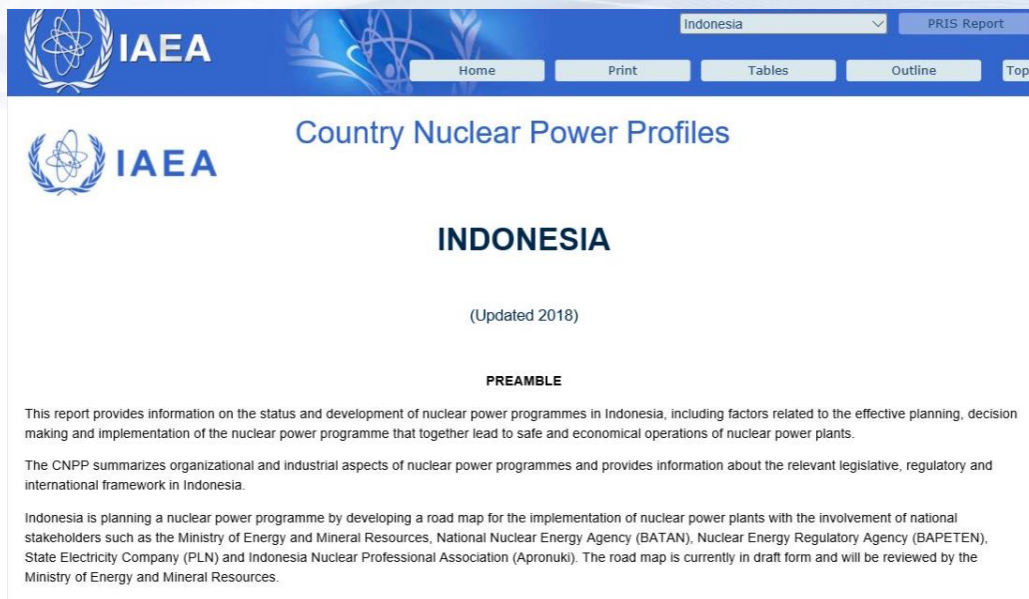 IAEA
Indonesia
PRIS Report
Home
Print
Tables
Outline
Top
IAEA
Country Nuclear Power Profiles
INDONESIA
(Updated 2018)
PREAMBLE
This report provides information on the status and development of nuclear power programmes in Indonesia, including factors related to the effective planning, decision
making and implementation of the nuclear power programme that together lead to safe and economical operations of nuclear power plants.
The CNPP summarizes organizational and industrial aspects of nuclear power programmes and provides information about the relevant legislative, regulatory and
international framework in Indonesia.
Indonesia is planning a nuclear power programme by developing a road map for the implementation of nuclear power plants with the involvement of national
stakeholders such as the Ministry of Energy and Mineral Resources, National Nuclear Energy Agency (BATAN), Nuclear Energy Regulatory Agency (BAPETEN),
State Electricity Company (PLN) and Indonesia Nuclear Professional Association (Apronuki). The road map is currently in draft form and will be reviewed by the
Ministry of Energy and Mineral Resources.